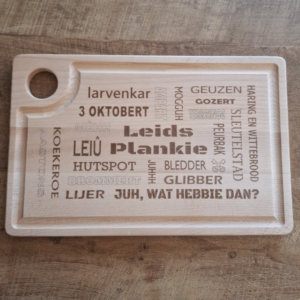 larvenkar
3 OKTOBERT
MOGGUH
GEUZEN
GOZERT
HARING EN WITTEBROOD
SLEUTELSTAD
KOEKEROE
Leids
LEIÛ Plankie
PEURBAK
HUTSPOT
JUHH
BLEDDER
GLIBBER
LIJER
JUH, WAT HEBBIE DAN?